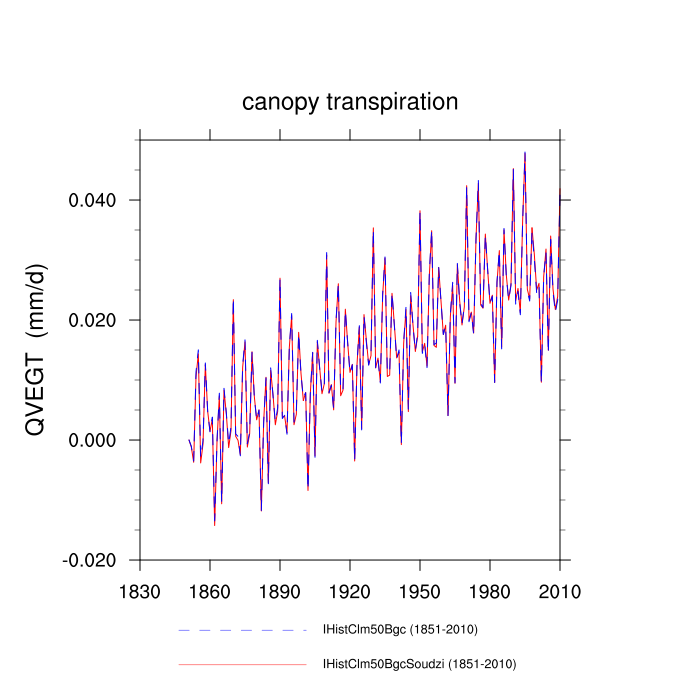 canopy transpiration
QVEGT (mm/d)
0.040
0.020
0.000
-0.020
1830 1860 1890 1920 1950 1980 2010
IHistClm50Bgc (1851-2010)
IHistClm50BgcSoudzi (1851-2010)